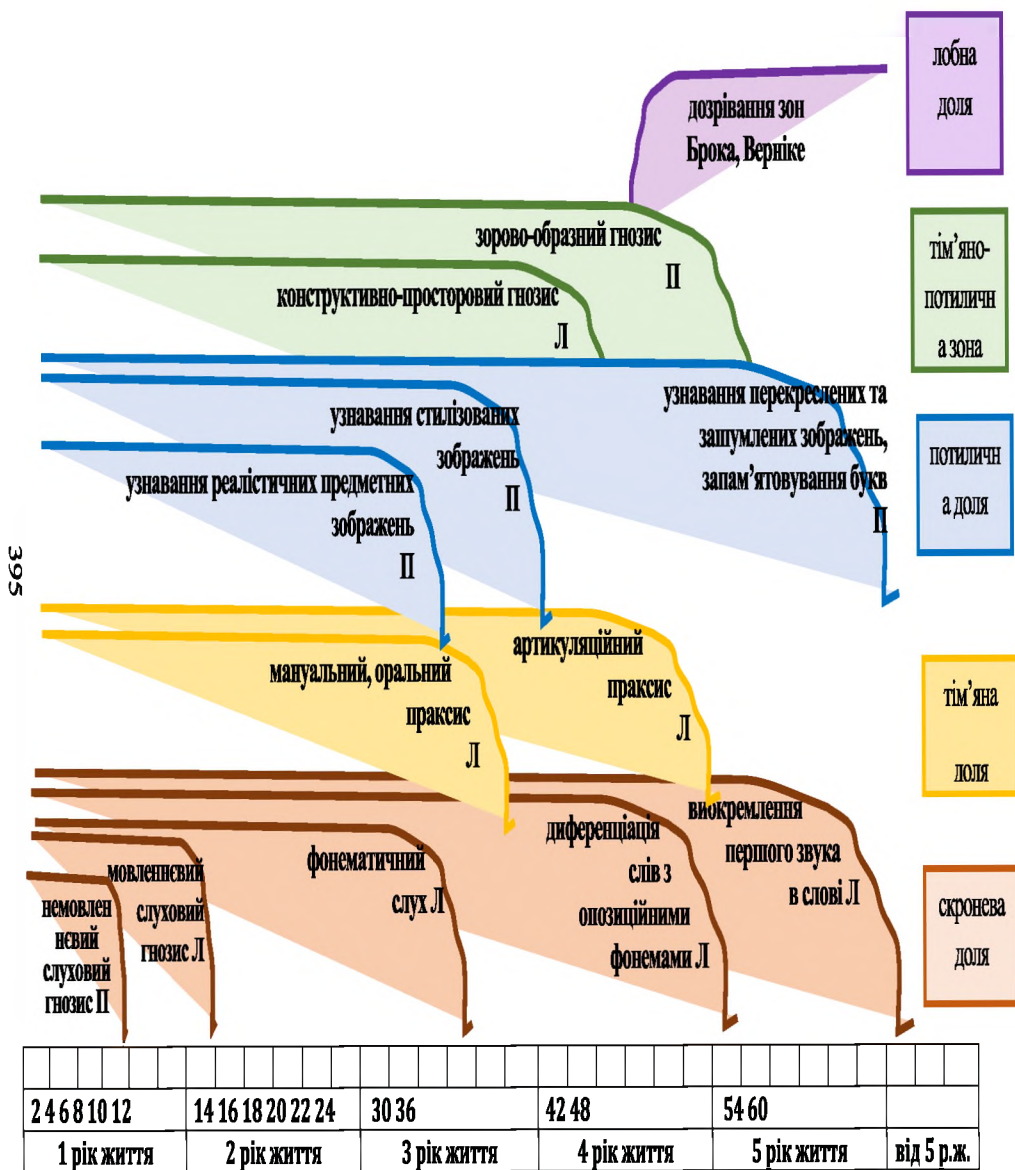 лобна
доля
дозрівання зон
Брока, Верніке
тім’яно-
потиличн
а зона
зорово-образний гнозис
П
конструктивно-просторовий гнозис
Л
узнавання перекреслених та
зашумлених зображень,
запам’ятовування букв
П
узнавання стилізованих
зображень
П
узнавання реалістичних предметних
зображень
П
потиличн
а доля
395
артикуляційний
праксис
Л
мануальний, оральний
праксис
Л
тім’яна
доля
виокремлення
першого звука
в слові Л
диференціація
слів з
опозиційними
фонемами Л
фонематичний
слух Л
мовленнєвий
слуховий
гнозис Л
немовлен
нєвий
слуховий
гнозис П
скронева
доля
2 4 6 8 10 12
14 16 18 20 22 24
30 36
42 48
54 60
1 рік життя
2 рік життя
3 рік життя
4 рік життя
5 рік життя
від 5 р.ж.